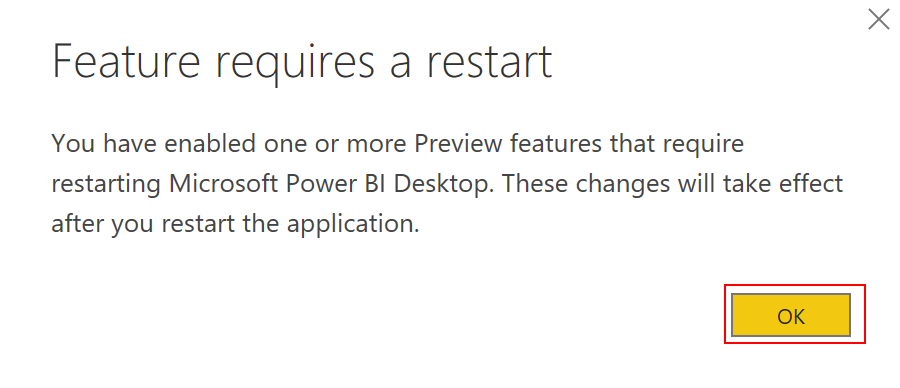 Feature requires a restart
You have enabled one or more Preview features that require
restarting Microsoft Power BI Desktop. These changes will take effect
after you restart the application.
OK